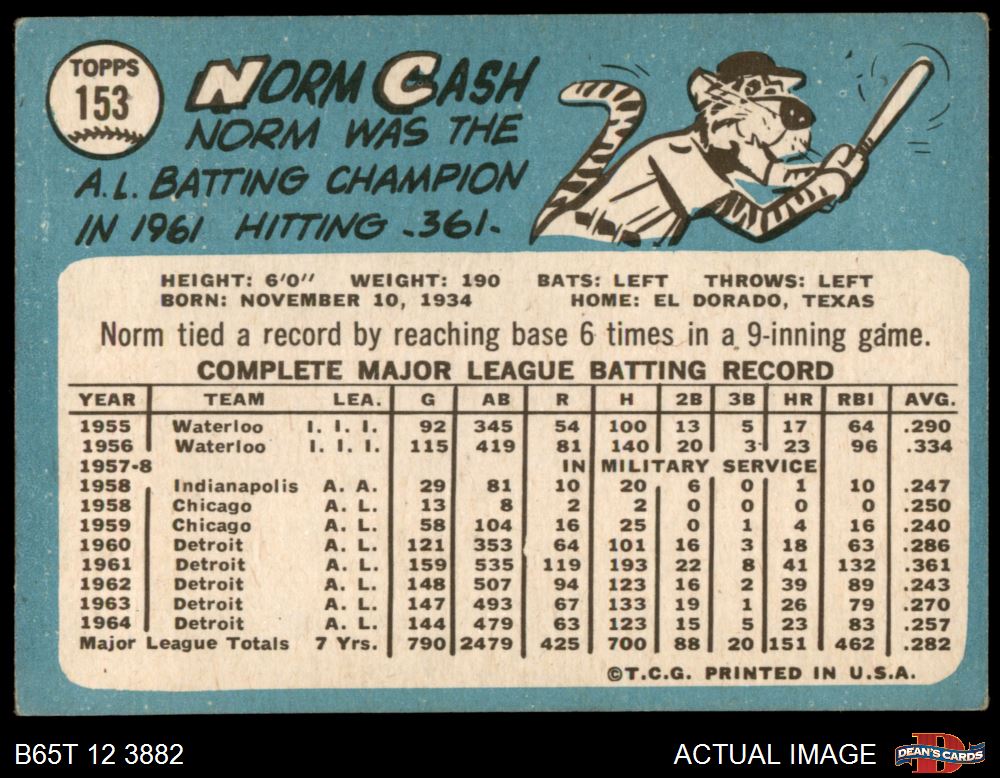 TOPPS
153
NORM CASH
NORM WAS THE
A.L. BATTING CHAMPION
IN 1961 HITTING .361.
HEIGHT: 6'0" WEIGHT: 190 BATS: LEFT THROWS: LEFT
BORN: NOVEMBER 10, 1934 HOME: EL DORADO, TEXAS
Norm tied a record by reaching base 6 times in a 9-inning game.
COMPLETE MAJOR LEAGUE BATTING RECORD
YEAR TEAM LEA. G AB R H 2B 3B HR RBI AVG.
1955 Waterloo I. I. I. 92 345 54 100 13 5 17 64 .290
1956 Waterloo I. I. I. 115 419 81 140 20 3 23 96 .334
1957-8 IN MILITARY SERVICE
1958 Indianapolis A. A. 29 81 10 20 6 0 1 10 .247
1958 Chicago A. L. 13 8 2 2 0 0 0 0 .250
1959 Chicago A. L. 58 104 16 25 0 1 4 16 .240
1960 Detroit A. L. 121 353 64 101 16 3 18 63 .286
1961 Detroit A. L. 159 535 119 193 22 8 41 132 .361
1962 Detroit A. L. 148 507 94 123 16 2 39 89 .243
1963 Detroit A. L. 147 493 67 133 19 1 26 79 .270
1964 Detroit A. L. 144 479 63 123 15 5 23 83 .257
Major League Totals 7 Yrs. 790 2479 425 700 88 20 151 462 .282
©T.C.G. PRINTED IN U.S.A.
B65T 12 3882 ACTUAL IMAGE DEAN'S CARDS